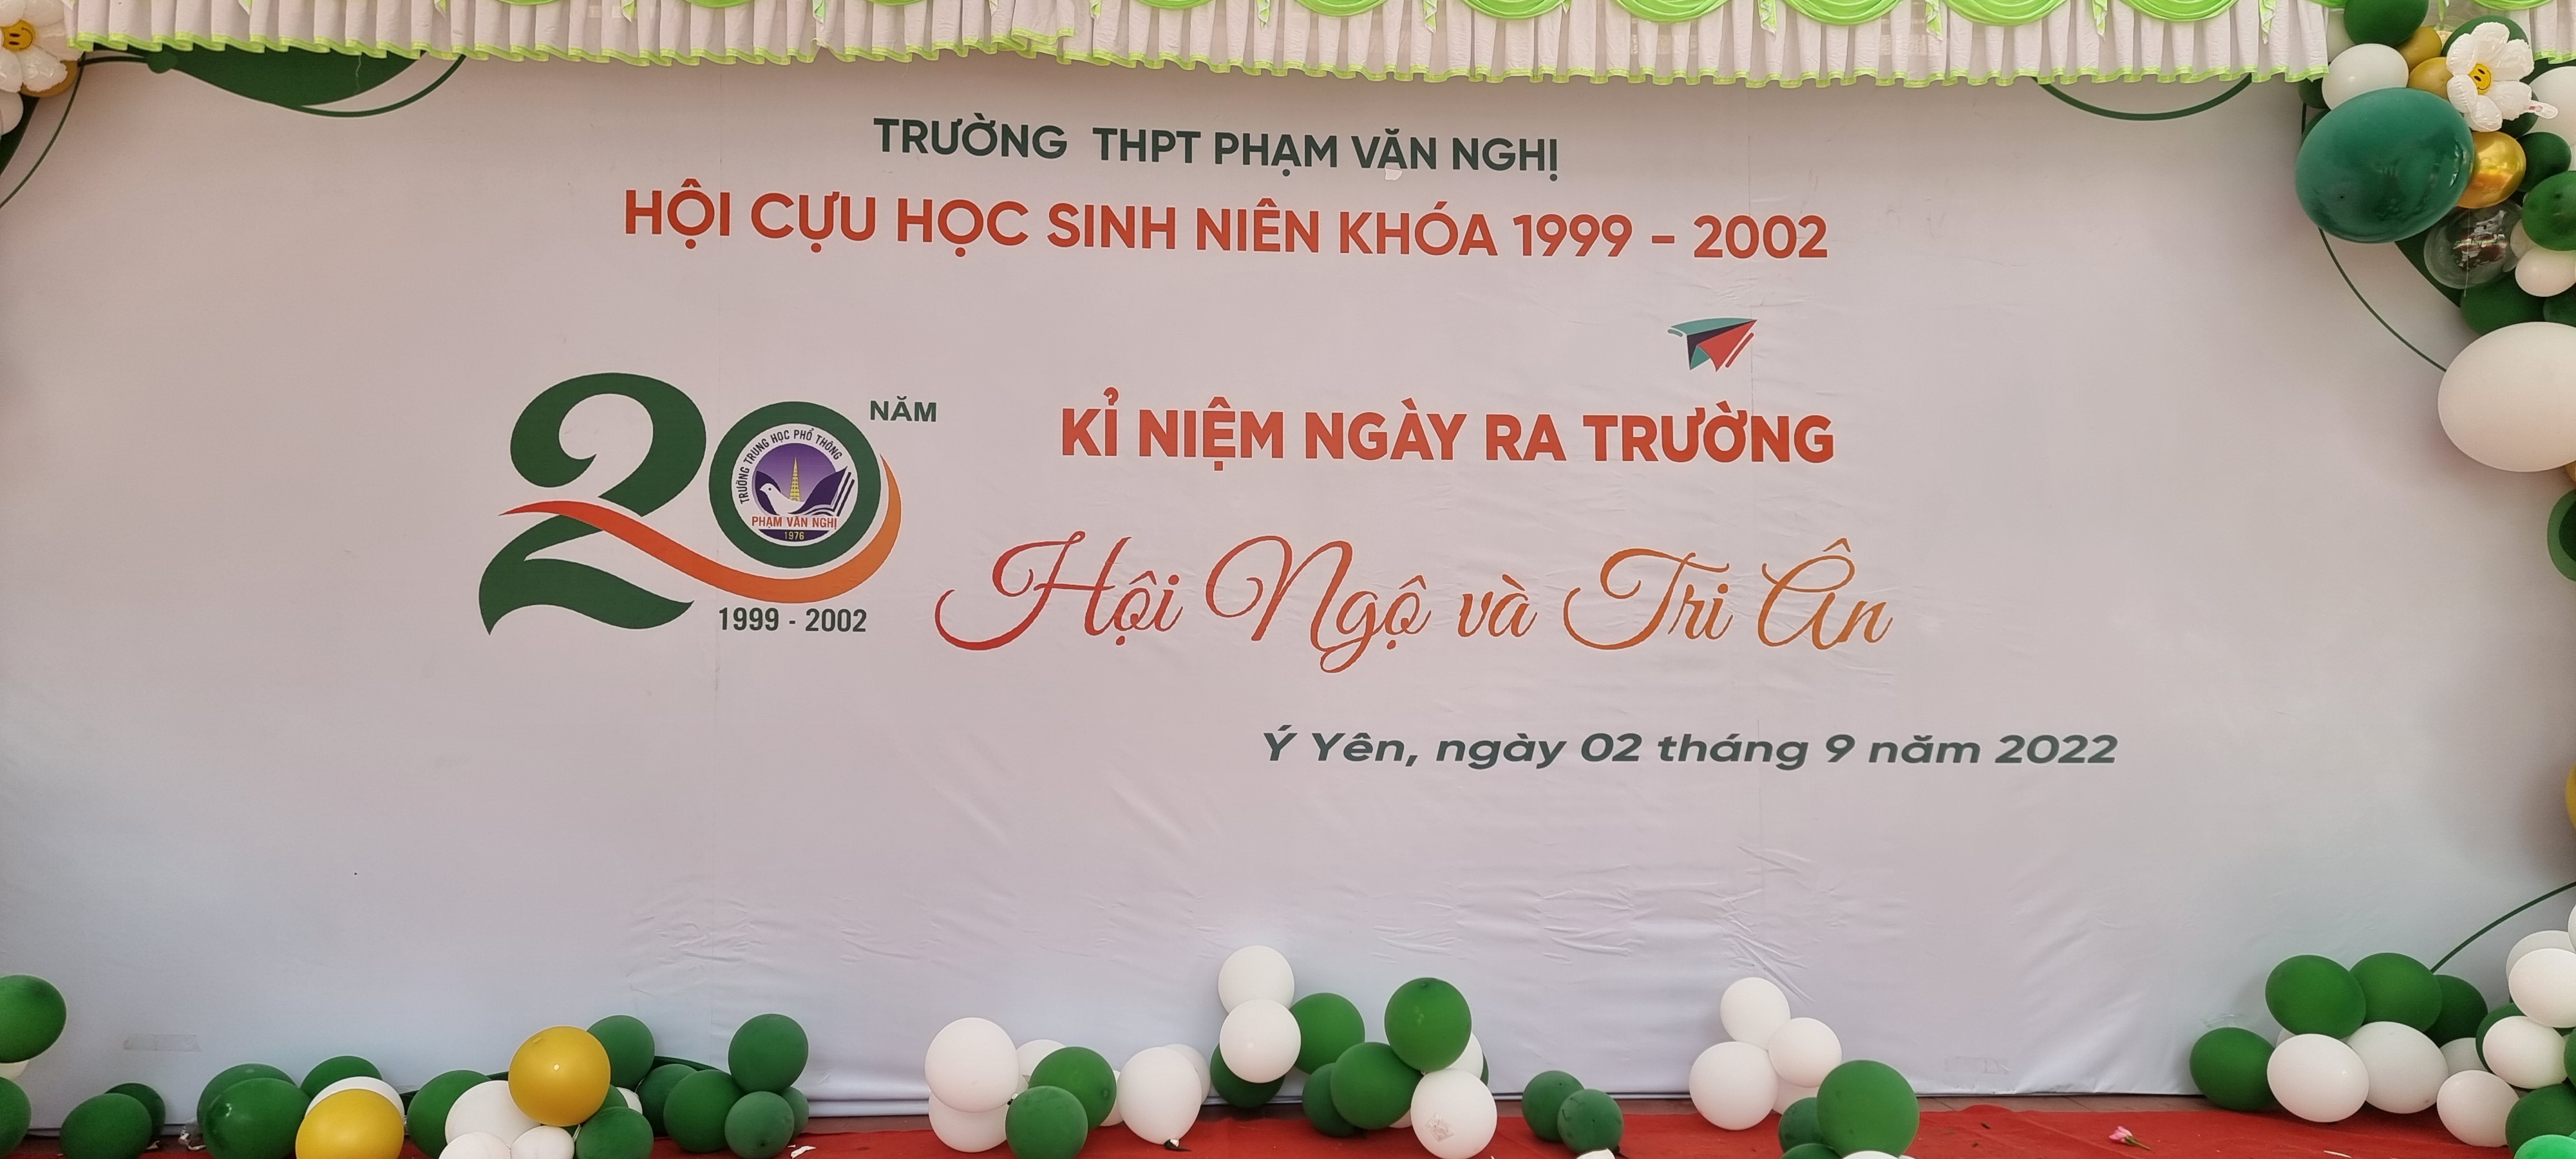 TRƯỜNG THPT PHẠM VĂN NGHỊ
HỘI CỰU HỌC SINH NIÊN KHÓA 1999 - 2002
20 NĂM
TRƯỜNG TRUNG HỌC PHỔ THÔNG
PHẠM VĂN NGHỊ
1976
1999 - 2002
KỈ NIỆM NGÀY RA TRƯỜNG
Hội Ngộ và Tri Ân
Ý Yên, ngày 02 tháng 9 năm 2022